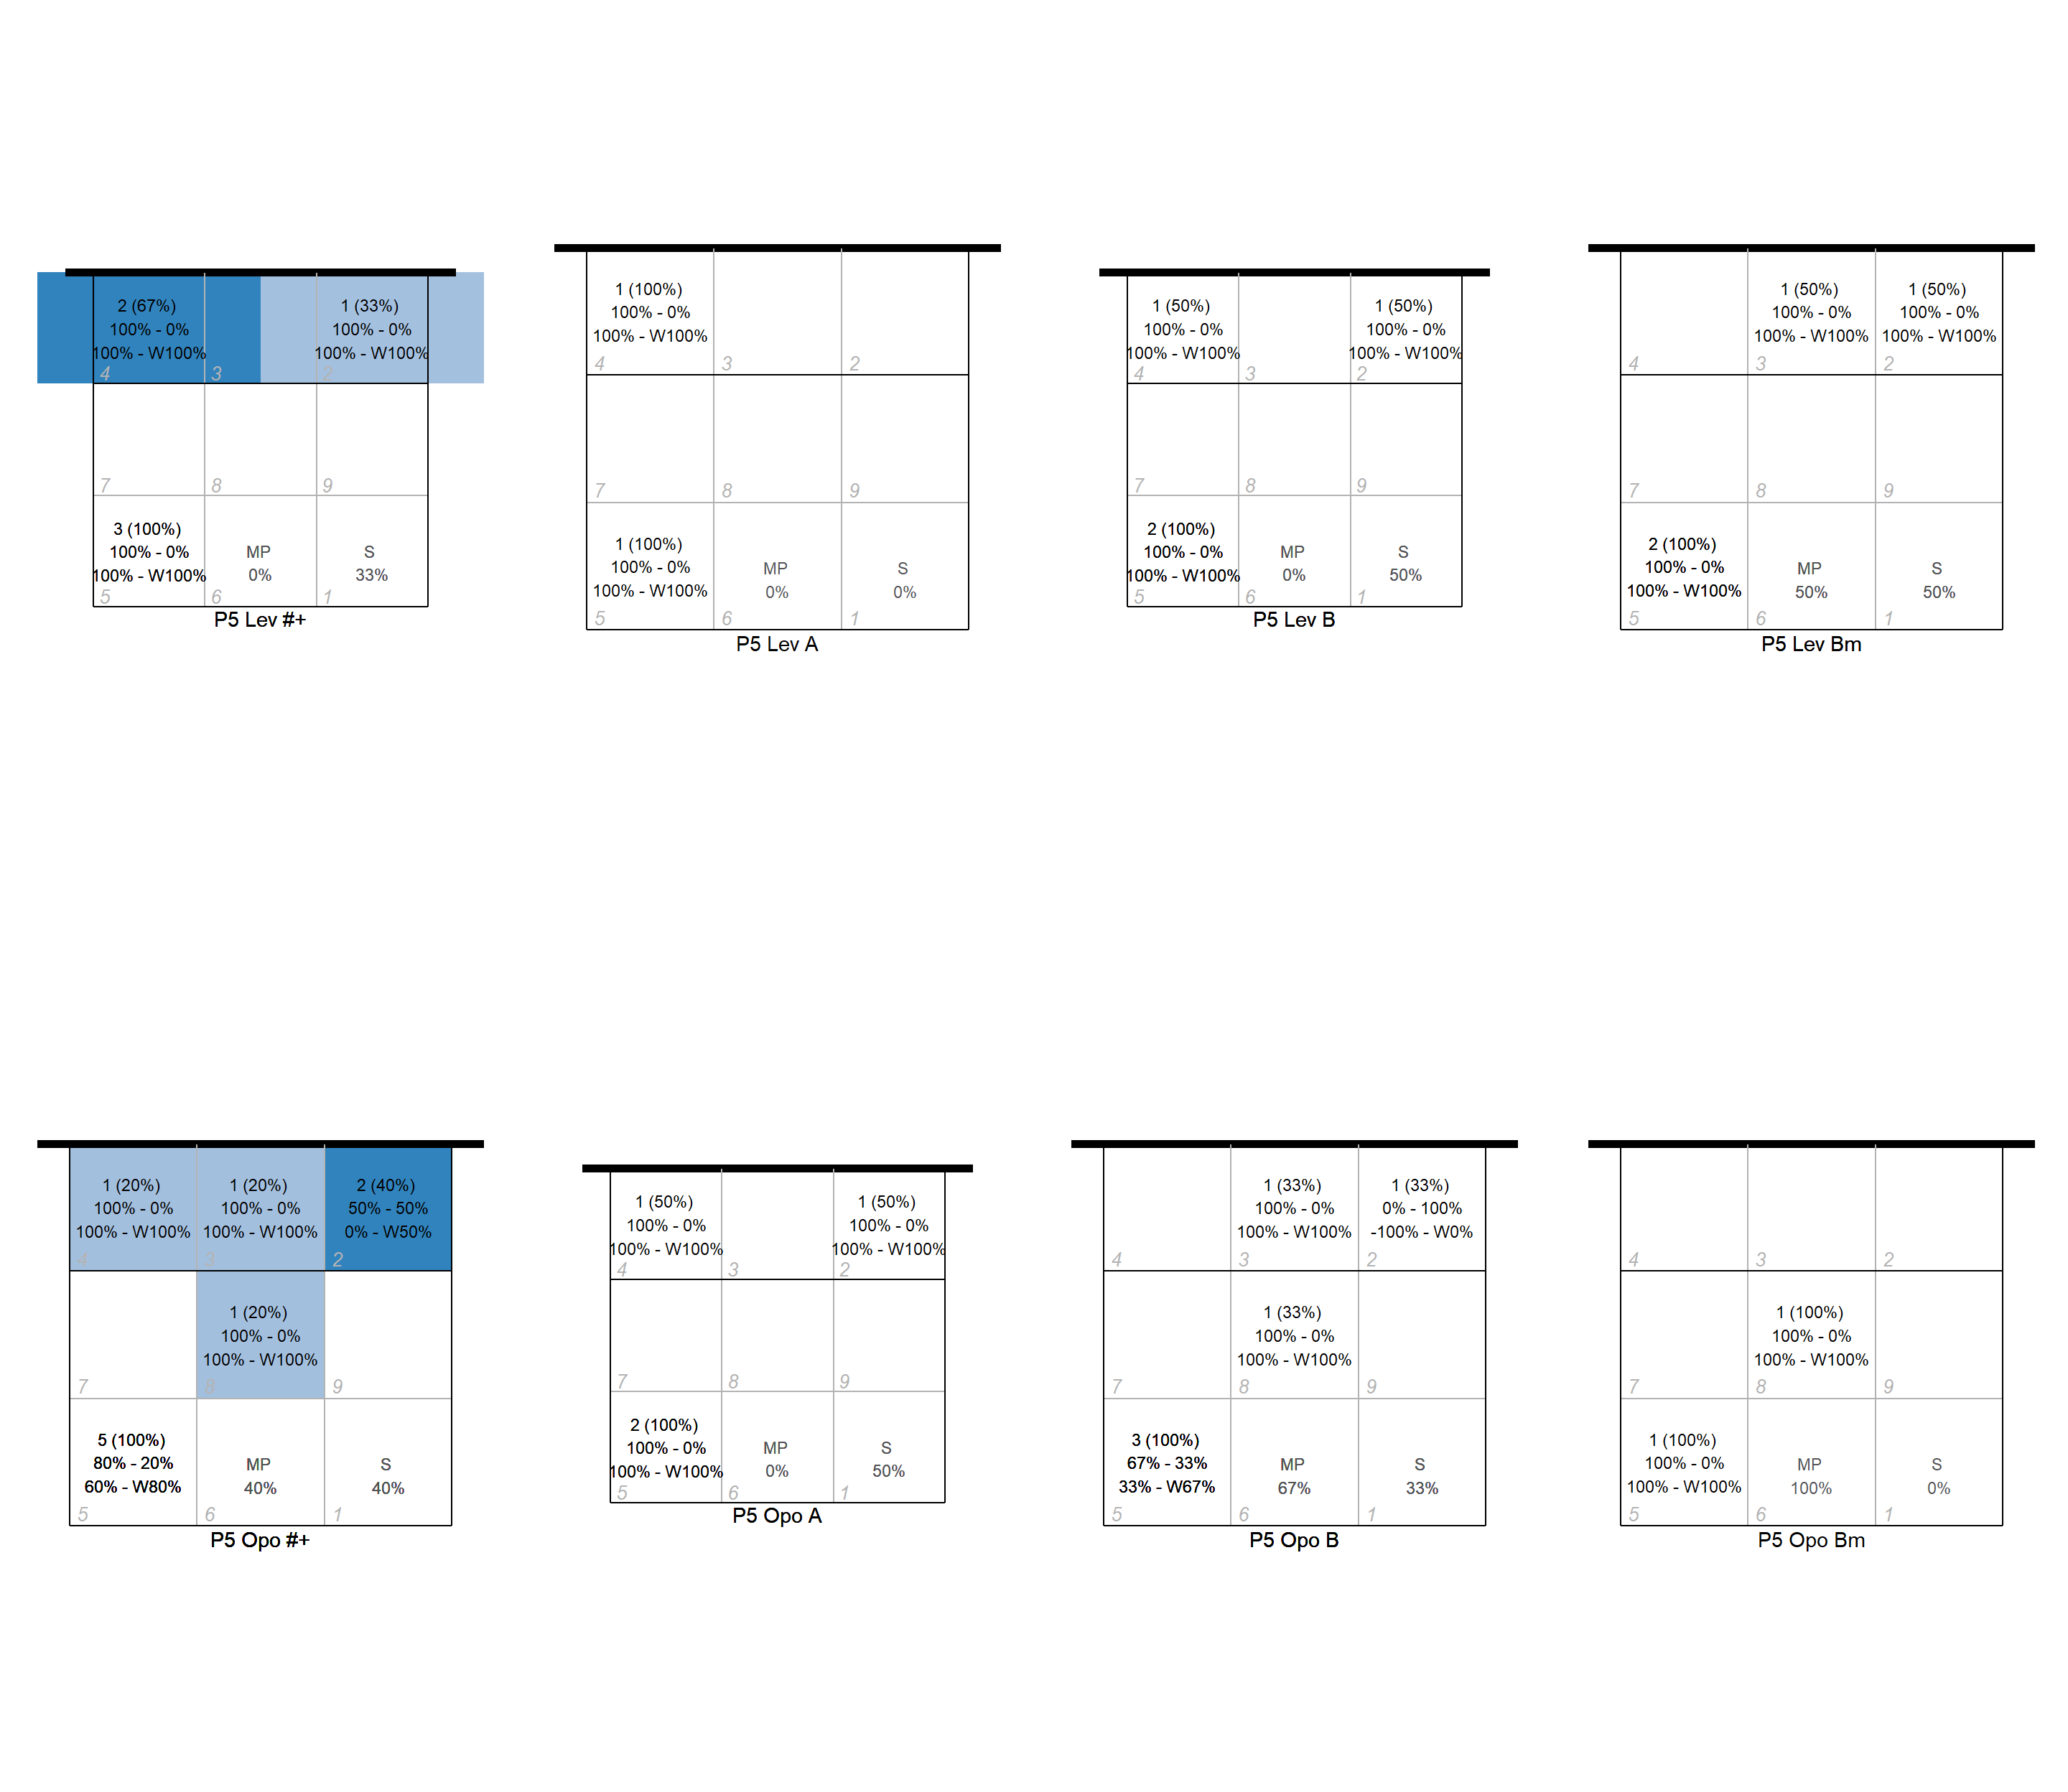 2 (67%)
100% - 0%
100% - W100%
1 (33%)
100% - 0%
100% - W100%
4
3
2
7
8
9
3 (100%)
100% - 0%
100% - W100%
MP
0%
S
33%
5
6
1
P5 Lev #+
1 (100%)
100% - 0%
100% - W100%
4
3
2
7
8
9
1 (100%)
100% - 0%
100% - W100%
MP
0%
S
0%
5
6
1
P5 Lev A
1 (50%)
100% - 0%
100% - W100%
1 (50%)
100% - 0%
100% - W100%
4
3
2
7
8
9
2 (100%)
100% - 0%
100% - W100%
MP
0%
S
50%
5
6
1
P5 Lev B
1 (50%)
100% - 0%
100% - W100%
1 (50%)
100% - 0%
100% - W100%
4
3
2
7
8
9
2 (100%)
100% - 0%
100% - W100%
MP
50%
S
50%
5
6
1
P5 Lev Bm
1 (20%)
100% - 0%
100% - W100%
1 (20%)
100% - 0%
100% - W100%
2 (40%)
50% - 50%
0% - W50%
4
3
2
1 (20%)
100% - 0%
100% - W100%
7
8
9
5 (100%)
80% - 20%
60% - W80%
MP
40%
S
40%
5
6
1
P5 Opo #+
1 (50%)
100% - 0%
100% - W100%
1 (50%)
100% - 0%
100% - W100%
4
3
2
7
8
9
2 (100%)
100% - 0%
100% - W100%
MP
0%
S
50%
5
6
1
P5 Opo A
1 (33%)
100% - 0%
100% - W100%
1 (33%)
0% - 100%
-100% - W0%
4
3
2
1 (33%)
100% - 0%
100% - W100%
7
8
9
3 (100%)
67% - 33%
33% - W67%
MP
67%
S
33%
5
6
1
P5 Opo B
4
3
2
1 (100%)
100% - 0%
100% - W100%
7
8
9
1 (100%)
100% - 0%
100% - W100%
MP
100%
S
0%
5
6
1
P5 Opo Bm